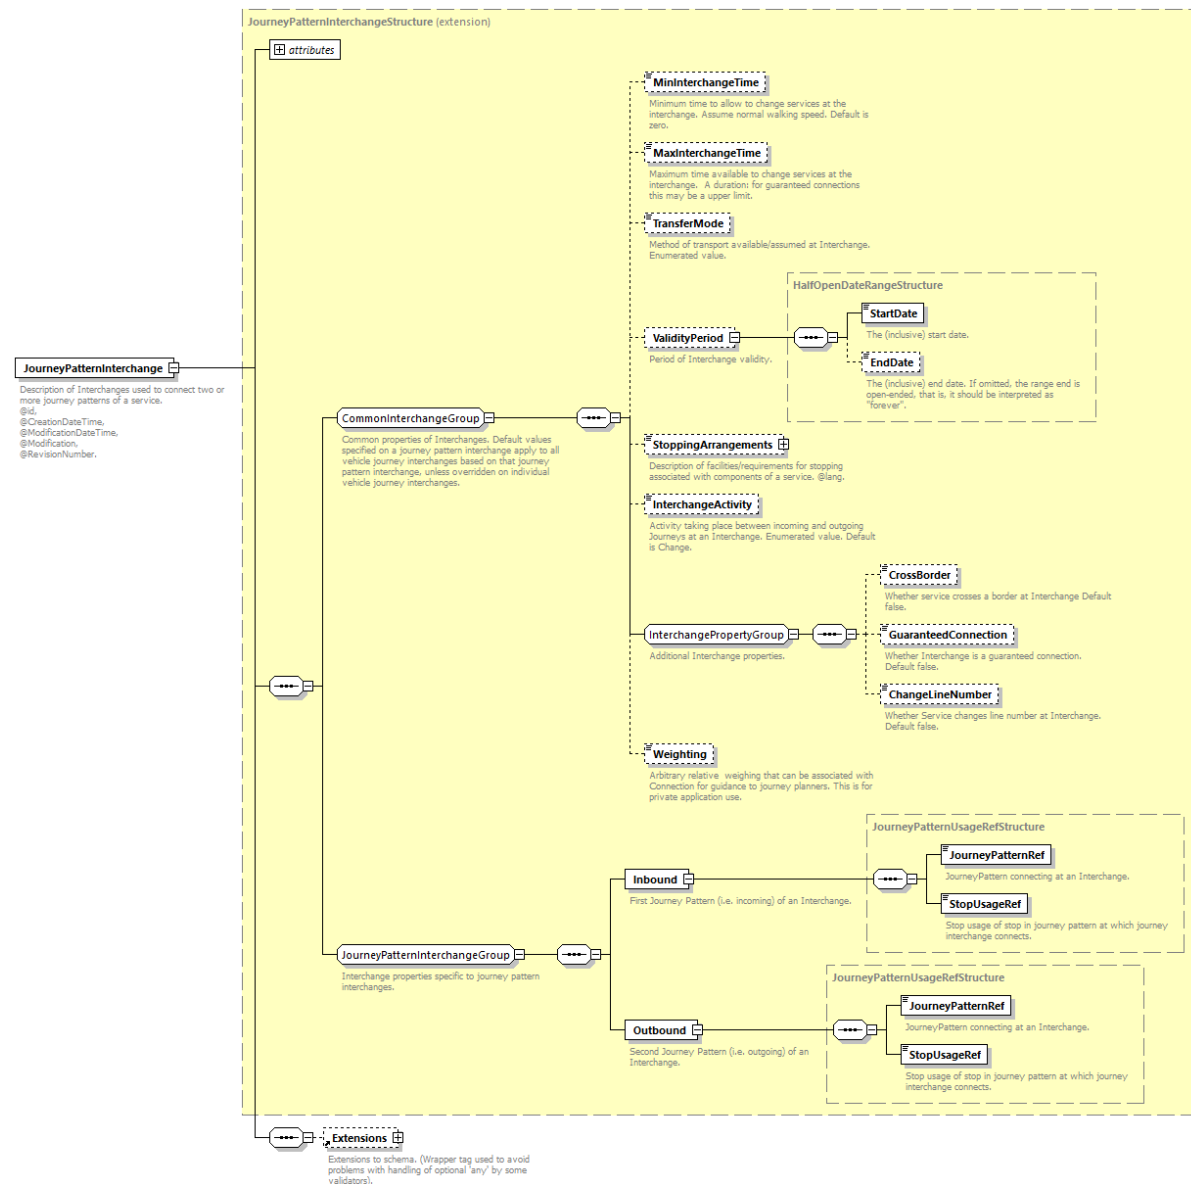 JourneyPatternInterchangeStructure (extension)
attributes
MinInterchangeTime
Minimum time to allow to change services at the
interchange. Assume normal walking speed. Default is
zero.
MaxInterchangeTime
Maximum time available to change services at the
interchange.  A duration: for guaranteed connections
this may be a upper limit.
TransferMode
Method of transport available/assumed at Interchange.
Enumerated value.
HalfOpenDateRangeStructure
StartDate
The (inclusive) start date.
ValidityPeriod
Period of Interchange validity.
EndDate
The (inclusive) end date. If omitted, the range end is
open-ended, that is, it should be interpreted as
"forever".
JourneyPatternInterchange
Description of Interchanges used to connect two or
more journey patterns of a service.
@id,
@CreationDateTime,
@ModificationDateTime,
@Modification,
@RevisionNumber.
CommonInterchangeGroup
Common properties of Interchanges. Default values
specified on a journey pattern interchange apply to all
vehicle journey interchanges based on that journey
pattern interchange, unless overridden on individual
vehicle journey interchanges.
StoppingArrangements
Description of facilities/requirements for stopping
associated with components of a service. @lang.
InterchangeActivity
Activity taking place between incoming and outgoing
Journeys at an Interchange. Enumerated value. Default
is Change.
CrossBorder
Whether service crosses a border at Interchange Default
false.
InterchangePropertyGroup
Additional Interchange properties.
GuaranteedConnection
Whether Interchange is a guaranteed connection.
Default false.
ChangeLineNumber
Whether Service changes line number at Interchange.
Default false.
Weighting
Arbitrary relative  weighing that can be associated with
Connection for guidance to journey planners. This is for
private application use.
JourneyPatternUsageRefStructure
JourneyPatternRef
JourneyPattern connecting at an Interchange.
Inbound
First Journey Pattern (i.e. incoming) of an Interchange.
StopUsageRef
Stop usage of stop in journey pattern at which journey
interchange connects.
JourneyPatternInterchangeGroup
Interchange properties specific to journey pattern
interchanges.
JourneyPatternUsageRefStructure
JourneyPatternRef
JourneyPattern connecting at an Interchange.
Outbound
Second Journey Pattern (i.e. outgoing) of an
Interchange.
StopUsageRef
Stop usage of stop in journey pattern at which journey
interchange connects.
Extensions
Extensions to schema. (Wrapper tag used to avoid
problems with handling of optional 'any' by some
validators).